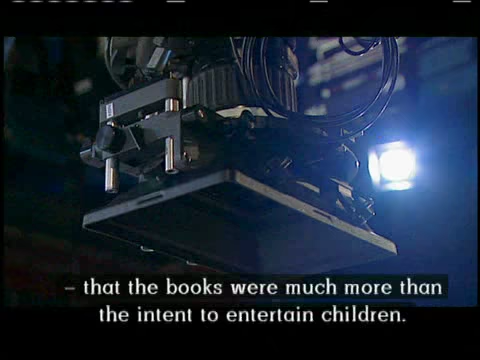 – that the books were much more than
the intent to entertain children.